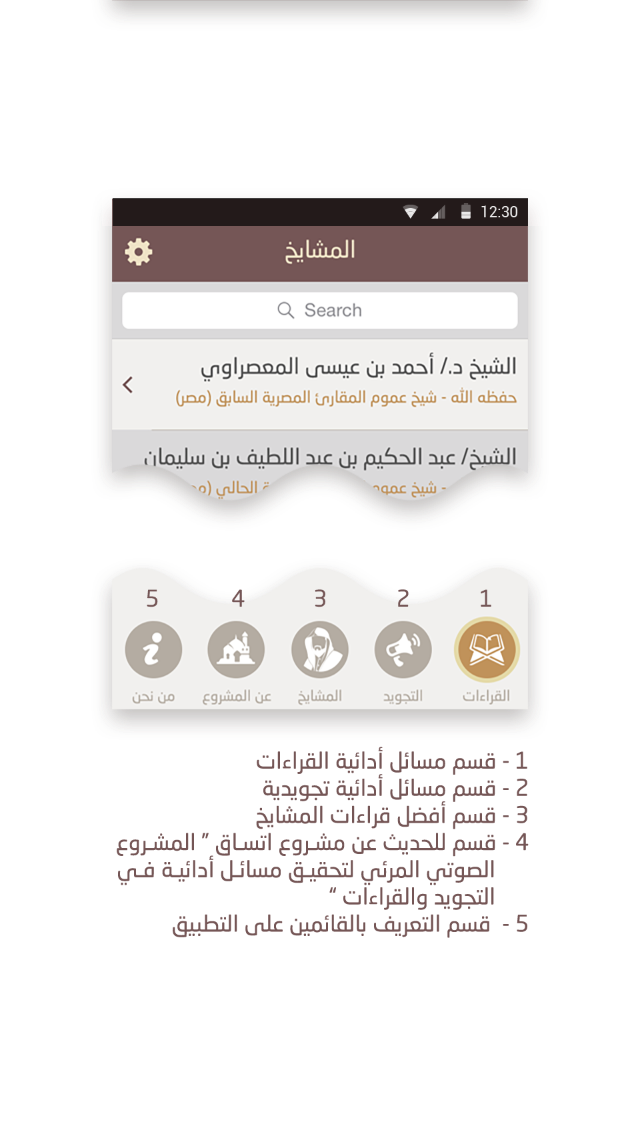 12:30
المشايخ
Search
الشيخ د./ أحمد بن عيسى المعصراوي
حفظه الله - شيخ عموم المقارئ المصرية السابق (مصر)
الشيخ/ عبد الحكيم بن عبد اللطيف بن سليمان
- شيخ عموم الحالي
1 2 3 4 5
القراءات التجويد المشايخ عن المشروع من نحن
1 - قسم مسائل أدائية القراءات
2 - قسم مسائل أدائية تجويدية
3 - قسم أفضل قراءات المشايخ
4 - قسم للحديث عن مشروع اتساق " المشروع
الصوتي المرئي لتحقيق مسائل أدائية في
التجويد والقراءات "
5 - قسم التعريف بالقائمين على التطبيق